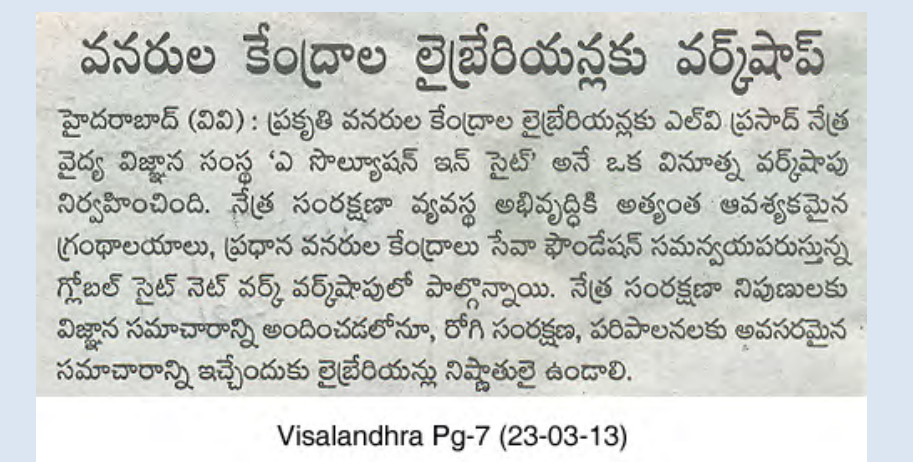 వనరుల కేంద్రాల లైబ్రేరియన్లకు వర్క్‌షాప్
హైదరాబాద్ (వివి) : ప్రకృతి వనరుల కేంద్రాల లైబ్రేరియన్లకు ఎల్‌వి ప్రసాద్ నేత్ర
వైద్య విజ్ఞాన సంస్థ ‘ఎ సొల్యూషన్ ఇన్ సైట్’ అనే ఒక వినూత్న వర్క్‌షాపు
నిర్వహించింది. నేత్ర సంరక్షణా వ్యవస్థ అభివృద్ధికి అత్యంత ఆవశ్యకమైన
గ్రంథాలయాలు, ప్రధాన వనరుల కేంద్రాలు సేవా ఫౌండేషన్ సమన్వయపరుస్తున్న
గ్లోబల్ సైట్ నెట్ వర్క్ వర్క్‌షాపులో పాల్గొన్నాయి. నేత్ర సంరక్షణా నిపుణులకు
విజ్ఞాన సమాచారాన్ని అందించడలోనూ, రోగి సంరక్షణ, పరిపాలనలకు అవసరమైన
సమాచారాన్ని ఇచ్చేందుకు లైబ్రేరియన్లు నిష్ణాతులై ఉండాలి.
Visalandhra Pg-7 (23-03-13)